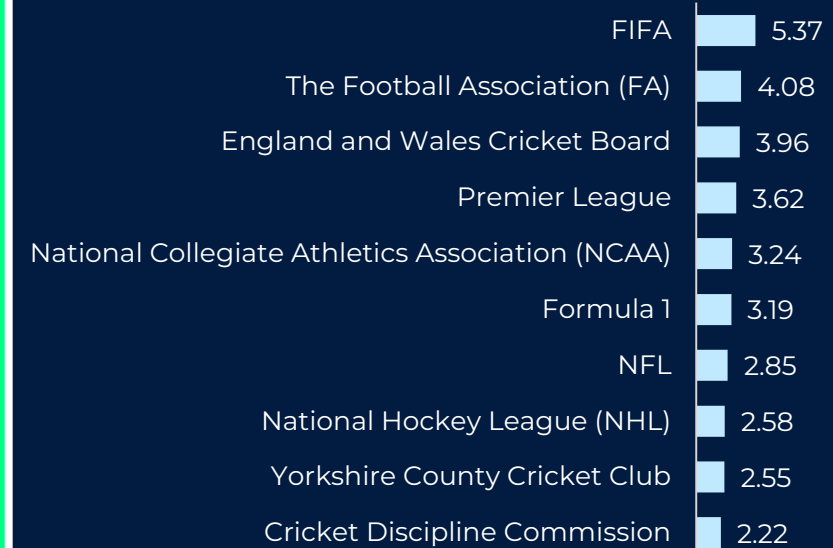 FIFA 5.37
The Football Association (FA) 4.08
England and Wales Cricket Board 3.96
Premier League 3.62
National Collegiate Athletics Association (NCAA) 3.24
Formula 1 3.19
NFL 2.85
National Hockey League (NHL) 2.58
Yorkshire County Cricket Club 2.55
Cricket Discipline Commission 2.22